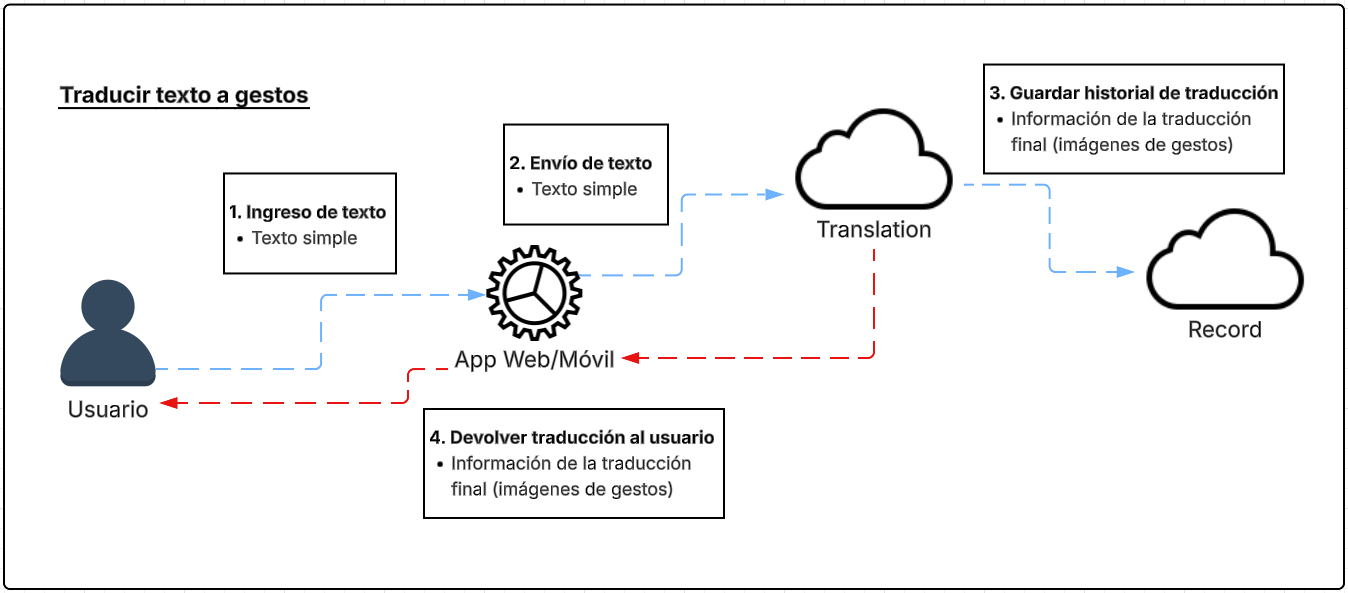 Traducir texto a gestos
1. Ingreso de texto
• Texto simple
2. Envío de texto
• Texto simple
3. Guardar historial de traducción
• Información de la traducción
final (imágenes de gestos)
Translation
Record
App Web/Móvil
Usuario
4. Devolver traducción al usuario
• Información de la traducción
final (imágenes de gestos)